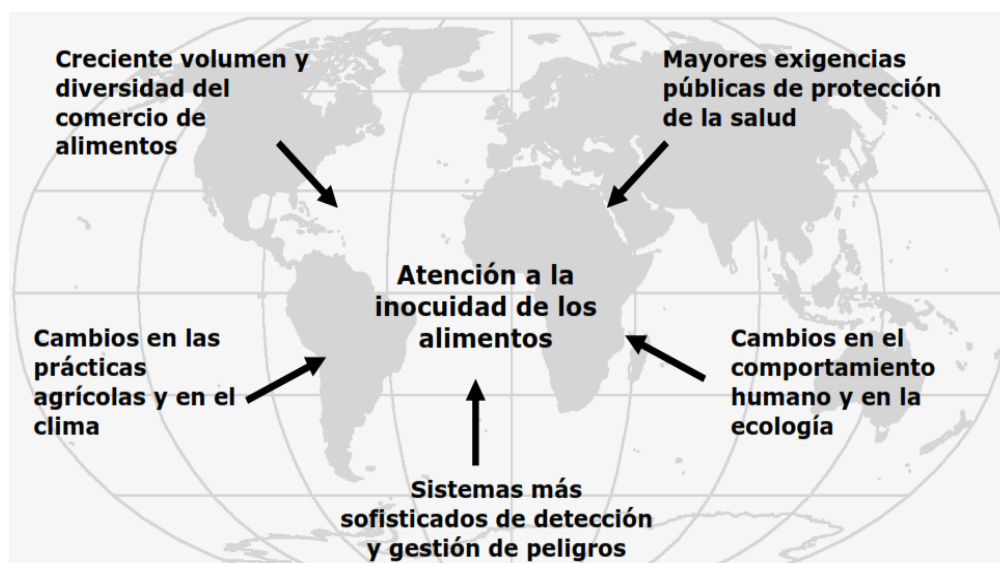 Creciente volumen y
diversidad del
comercio de
alimentos
Mayores exigencias
públicas de protección
de la salud
Atención a la
inocuidad de los
alimentos
Cambios en las
prácticas
agrícolas y en el
clima
Cambios en el
comportamiento
humano y en la
ecología
Sistemas más
sofisticados de detección
y gestión de peligros